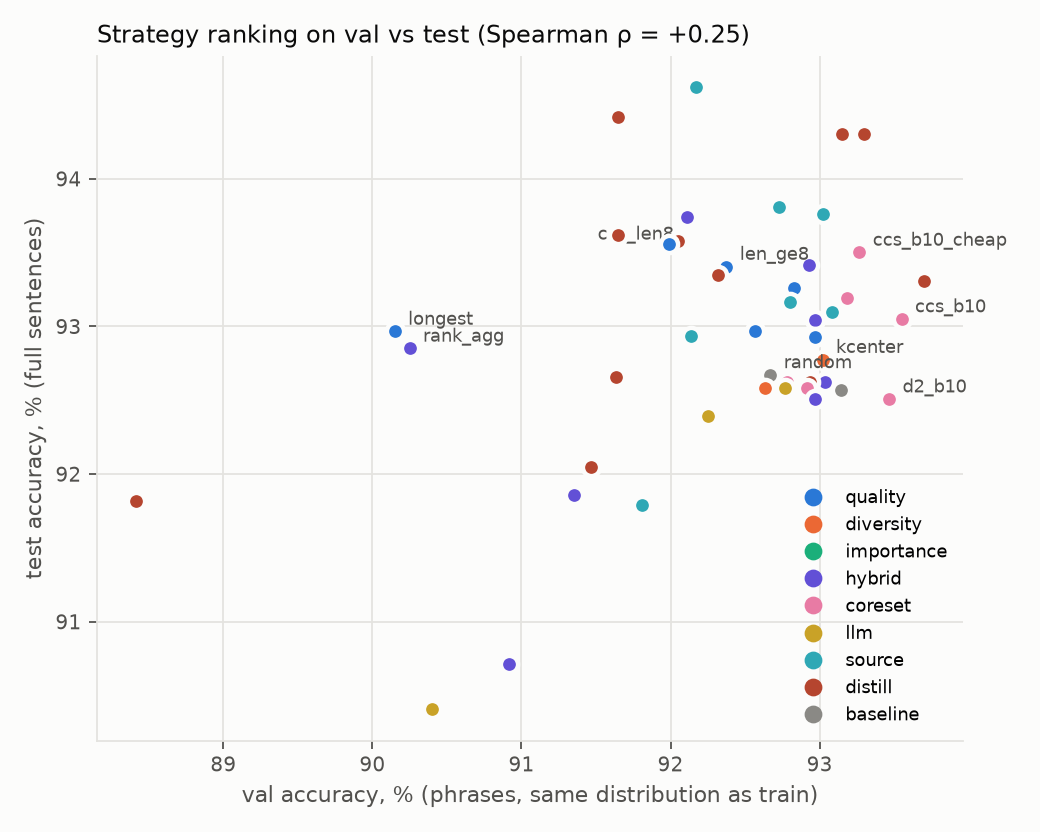 Strategy ranking on val vs test (Spearman ρ = +0.25)
94
93
92
91
test accuracy, % (full sentences)
len_ge8
ccs_b10_cheap
ccs_b10
longest
rank_agg
kcenter
random
d2_b10
quality
diversity
importance
hybrid
coreset
llm
source
distill
baseline
89
90
91
92
93
val accuracy, % (phrases, same distribution as train)